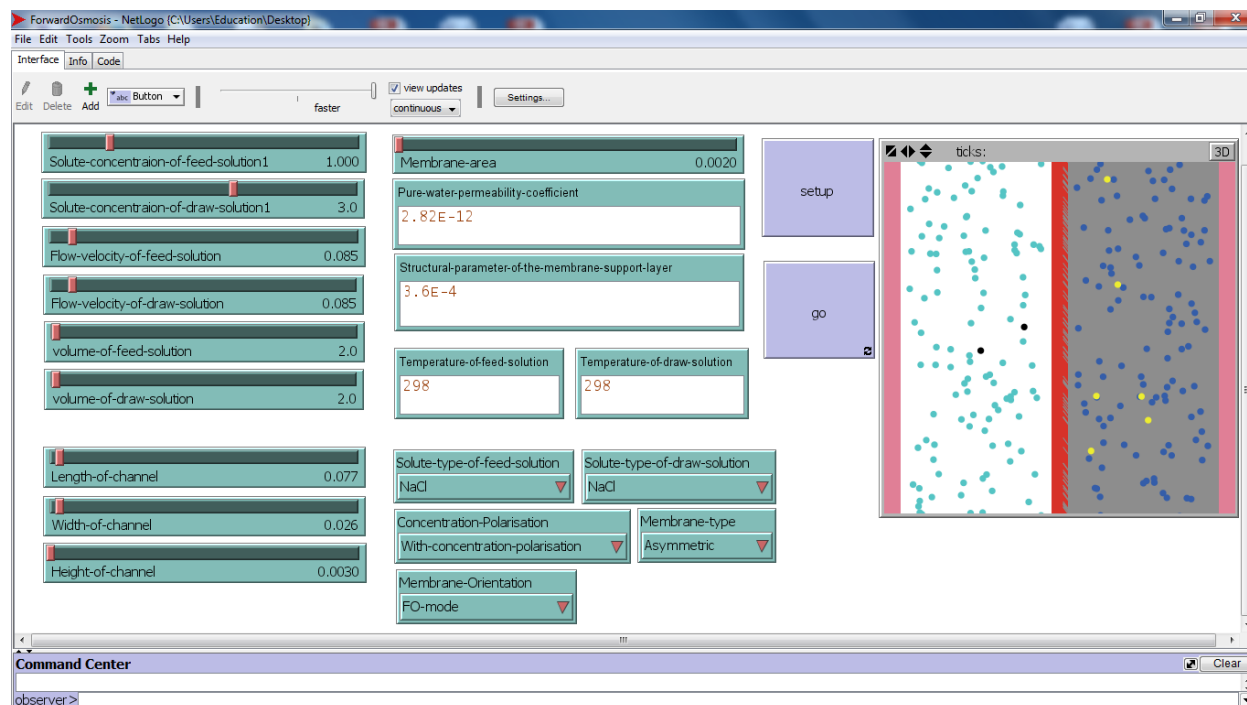 ForwardOsmosis - NetLogo {C:\Users\Education\Desktop}
File Edit Tools Zoom Tabs Help
Interface Info Code
Edit Delete Add abc Button faster view updates continuous Settings...
Solute-concentraion-of-feed-solution1 1.000
Solute-concentraion-of-draw-solution1 3.0
Flow-velocity-of-feed-solution 0.085
Flow-velocity-of-draw-solution 0.085
volume-of-feed-solution 2.0
volume-of-draw-solution 2.0
Length-of-channel 0.077
Width-of-channel 0.026
Height-of-channel 0.0030
Membrane-area 0.0020
Pure-water-permeability-coefficient
2.82E-12
Structural-parameter-of-the-membrane-support-layer
3.6E-4
Temperature-of-feed-solution
298
Temperature-of-draw-solution
298
Solute-type-of-feed-solution
NaCl
Solute-type-of-draw-solution
NaCl
Concentration-Polarisation
With-concentration-polarisation
Membrane-type
Asymmetric
Membrane-Orientation
FO-mode
setup
go
ticks: 3D
Command Center Clear
observer>